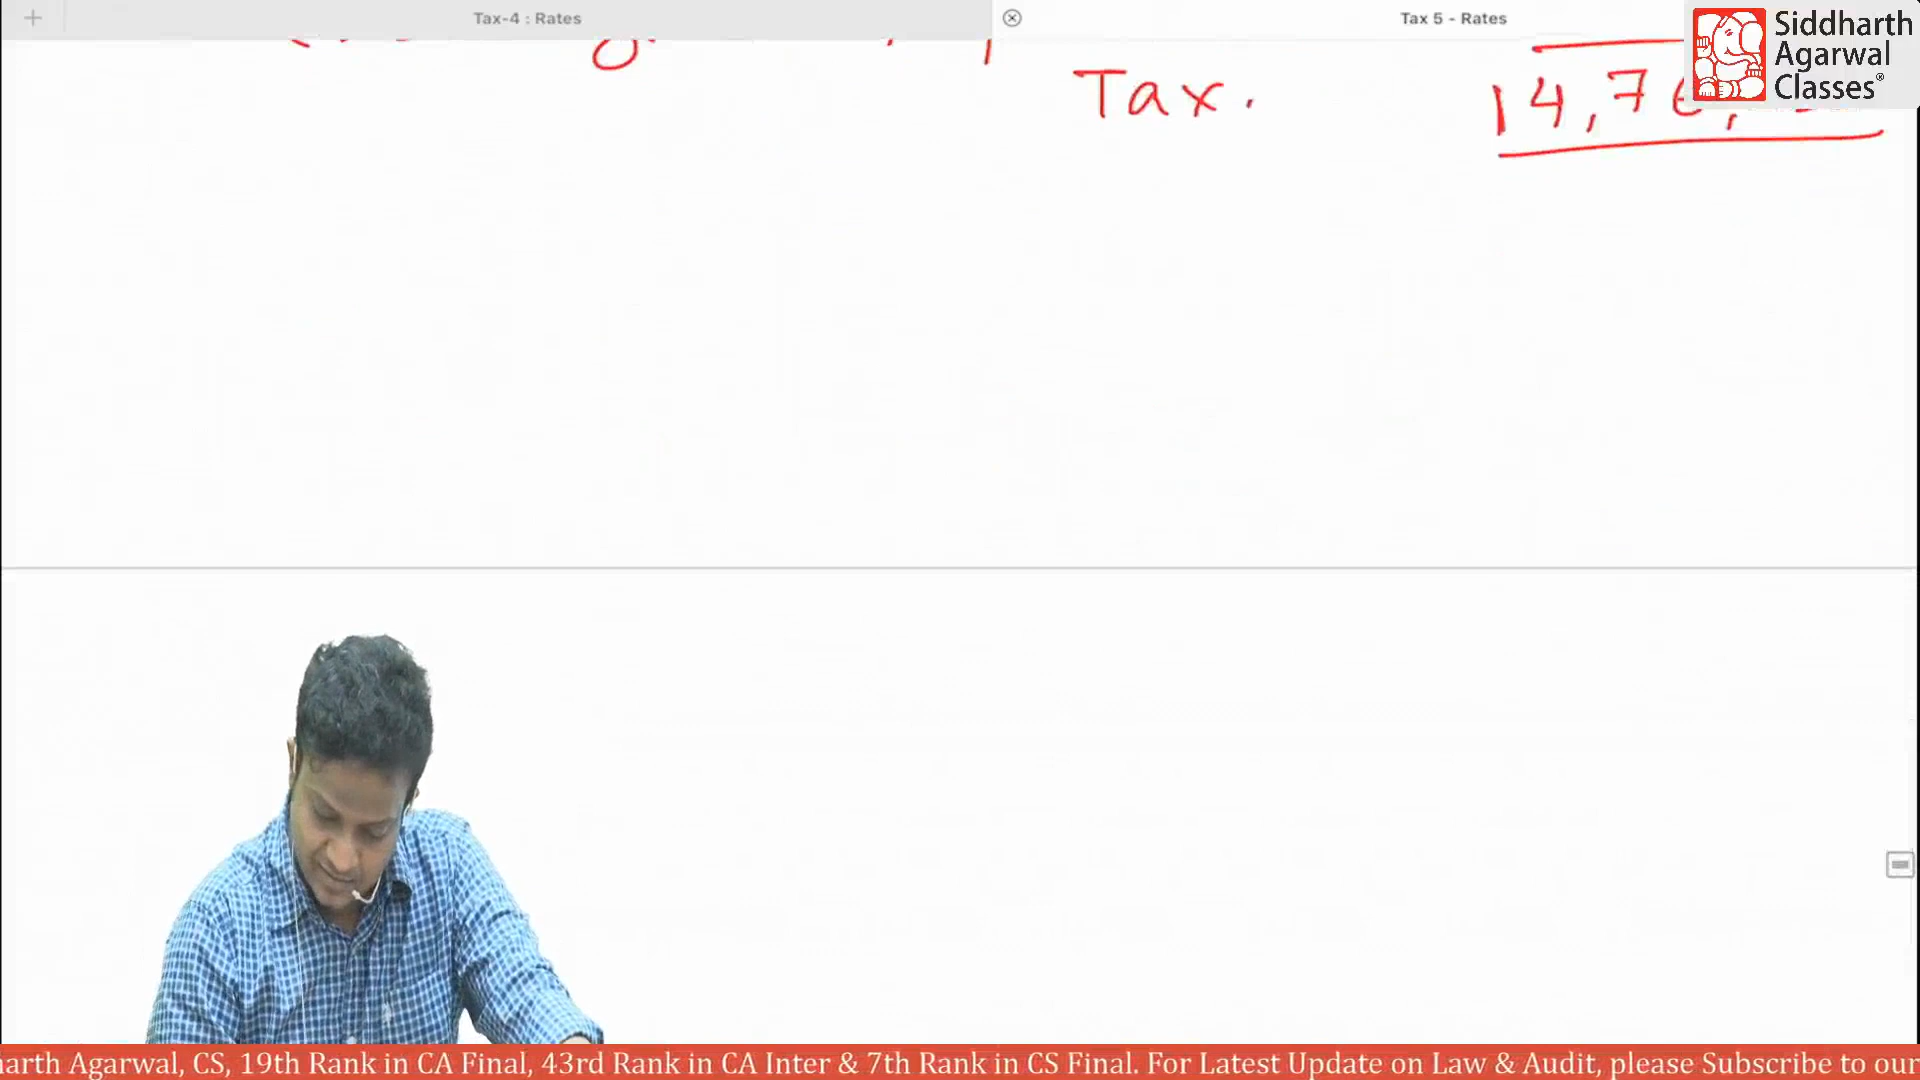 Tax-4 : Rates
Tax 5 - Rates
Siddharth
Agarwal
Classes®
Tax.
14,7
harth Agarwal, CS, 19th Rank in CA Final, 43rd Rank in CA Inter & 7th Rank in CS Final. For Latest Update on Law & Audit, please Subscribe to our